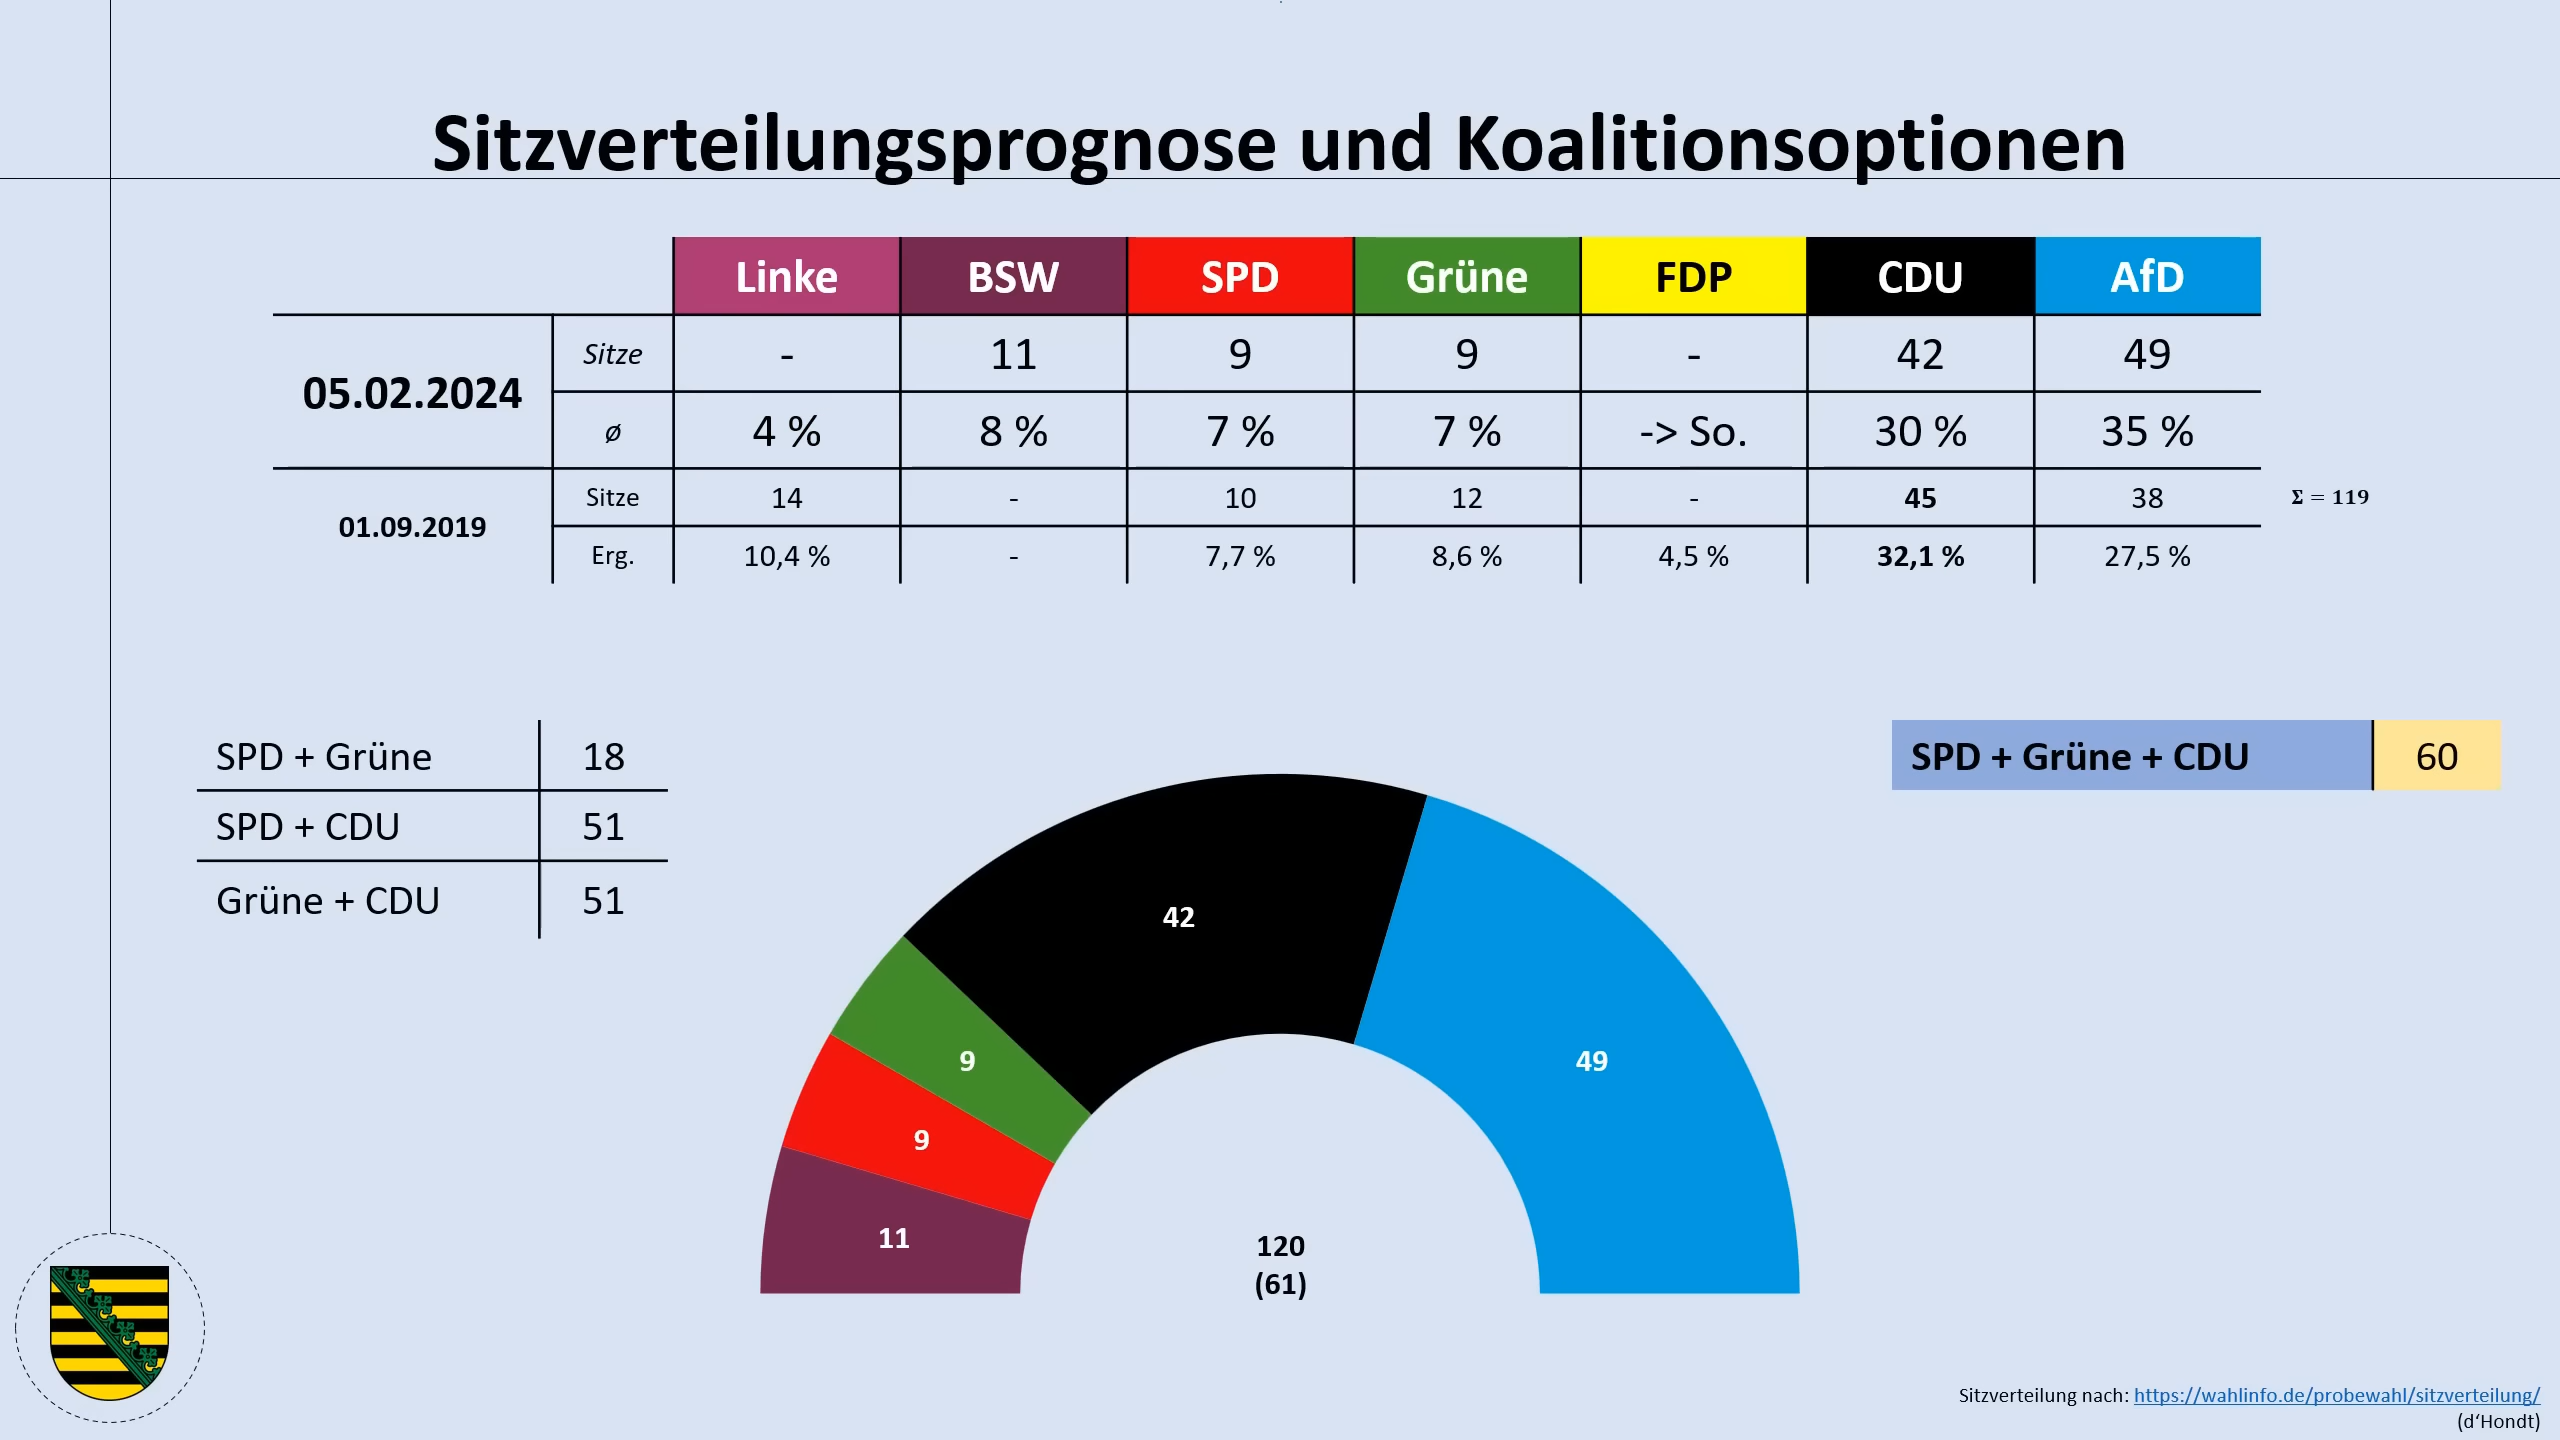 Sitzverteilungsprognose und Koalitionsoptionen
Linke BSW SPD Grüne FDP CDU AfD
05.02.2024
Sitze - 11 9 9 - 42 49
ø 4 % 8 % 7 % 7 % -> So. 30 % 35 %
01.09.2019
Sitze 14 - 10 12 - 45 38 Σ = 119
Erg. 10,4 % - 7,7 % 8,6 % 4,5 % 32,1 % 27,5 %
SPD + Grüne 18
SPD + CDU 51
Grüne + CDU 51
SPD + Grüne + CDU 60
42
9
49
9
11
120
(61)
Sitzverteilung nach: https://wahlinfo.de/probewahl/sitzverteilung/
(d‘Hondt)